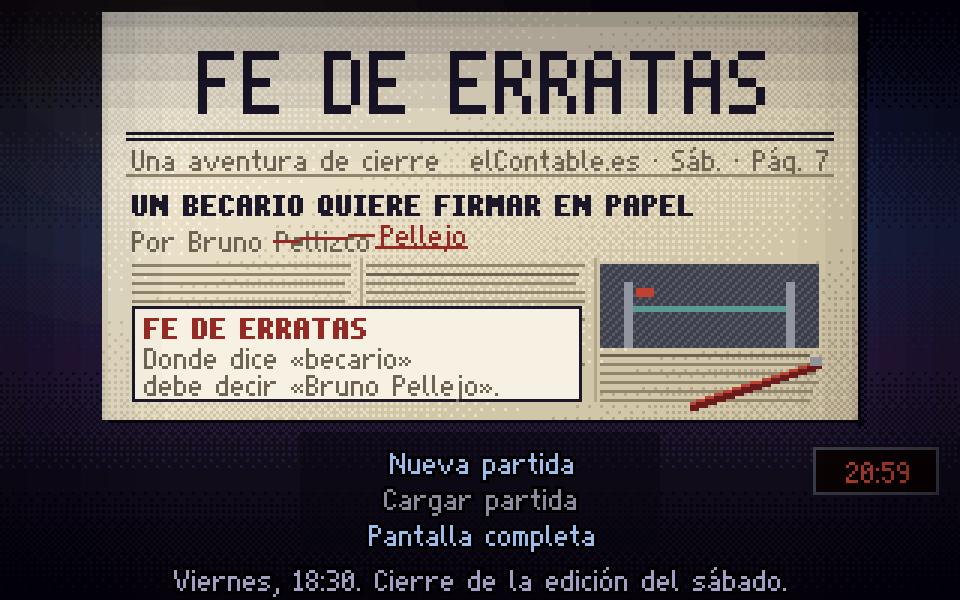 FE DE ERRATAS
Una aventura de cierre elContable.es · Sáb. · Pág. 7
UN BECARIO QUIERE FIRMAR EN PAPEL
Por Bruno Pellizco Pellejo
FE DE ERRATAS
Donde dice «becario»
debe decir «Bruno Pellejo».
Nueva partida
Cargar partida
Pantalla completa
20:59
Viernes, 18:30. Cierre de la edición del sábado.